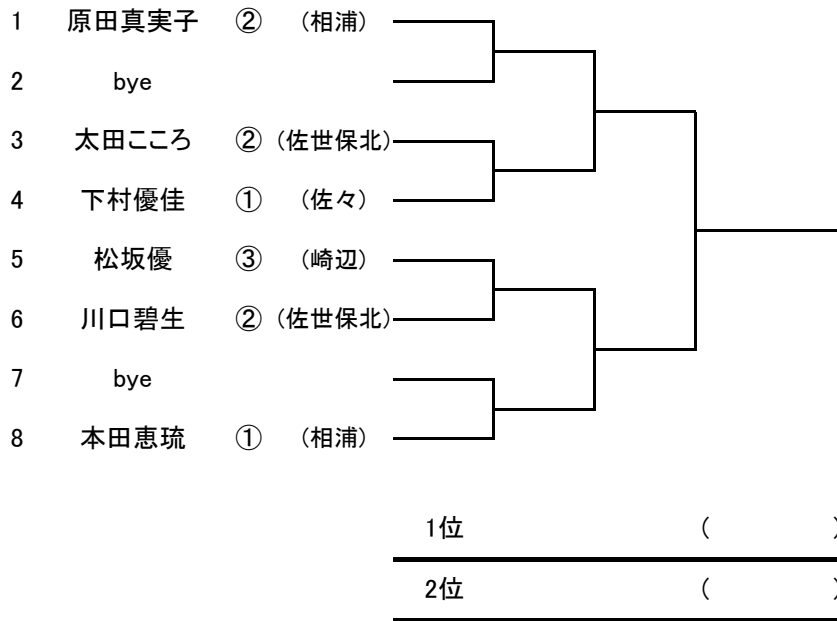 1 原田真実子 ② (相浦)
2 bye
3 太田こころ ② (佐世保北)
4 下村優佳 ① (佐々)
5 松坂優 ③ (崎辺)
6 川口碧生 ② (佐世保北)
7 bye
8 本田恵琉 ① (相浦)
1位 ( )
2位 ( )